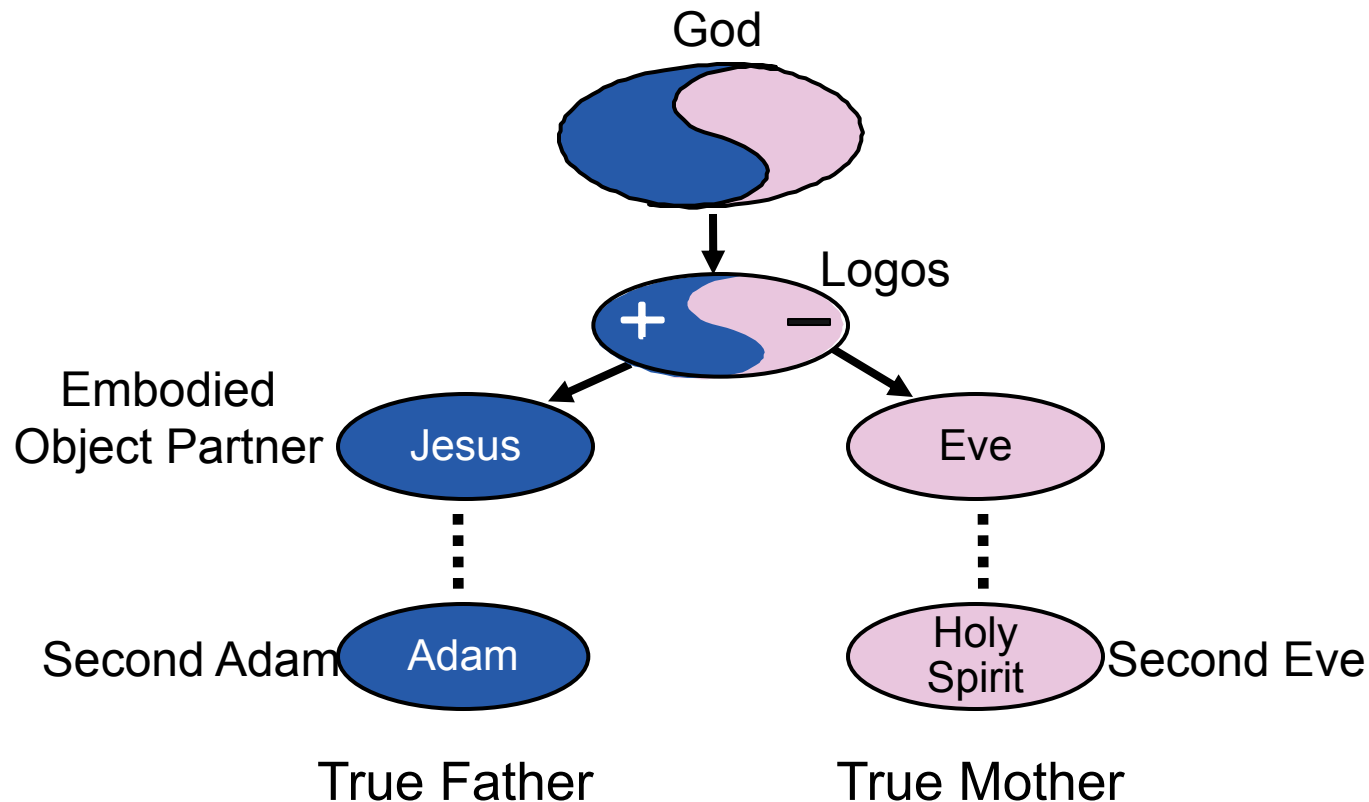 God
Logos
+
–
Embodied
Object Partner
Jesus
Eve
Second Adam
Adam
Holy
Spirit
Second Eve
True Father
True Mother